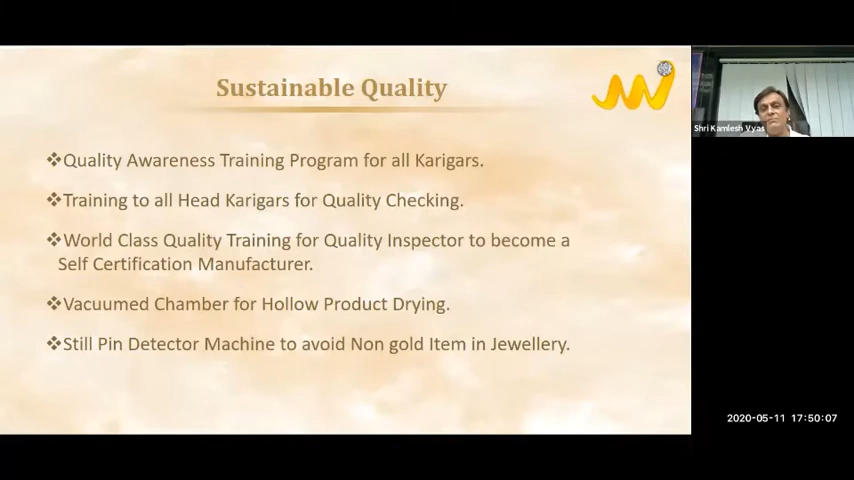 Sustainable Quality
❖Quality Awareness Training Program for all Karigars.
❖Training to all Head Karigars for Quality Checking.
❖World Class Quality Training for Quality Inspector to become a
Self Certification Manufacturer.
❖Vacuumed Chamber for Hollow Product Drying.
❖Still Pin Detector Machine to avoid Non gold Item in Jewellery.
Shri Kamlesh Vyas
2020-05-11 17:50:07